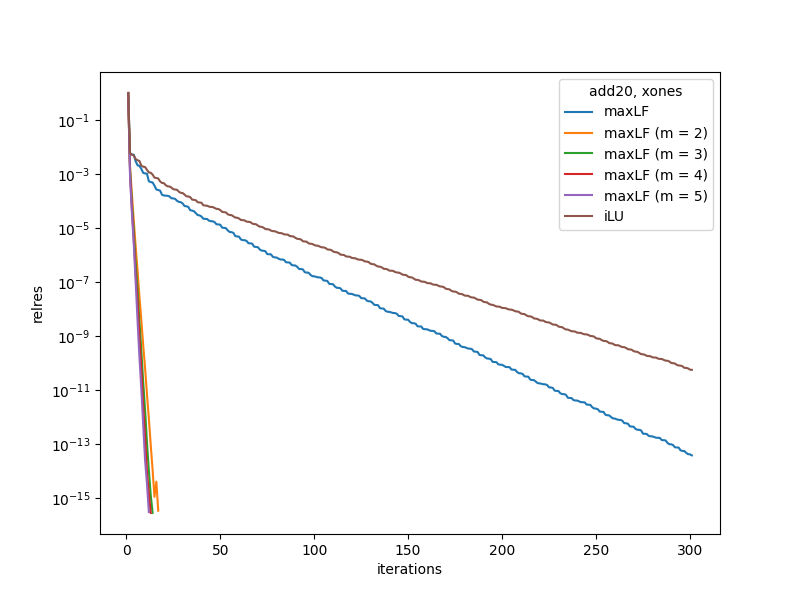 add20, xones
maxLF
maxLF (m = 2)
maxLF (m = 3)
maxLF (m = 4)
maxLF (m = 5)
iLU
relres
10⁻¹
10⁻³
10⁻⁵
10⁻⁷
10⁻⁹
10⁻¹¹
10⁻¹³
10⁻¹⁵
0 50 100 150 200 250 300
iterations